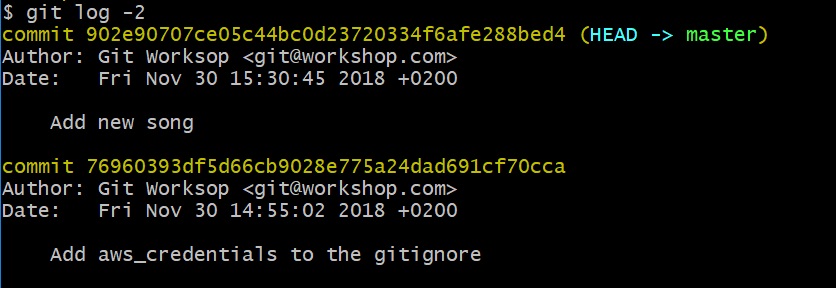 $ git log -2
commit 902e90707ce05c44bc0d23720334f6afe288bed4 (HEAD -> master)
Author: Git Worksop <git@workshop.com>
Date:   Fri Nov 30 15:30:45 2018 +0200
Add new song
commit 76960393df5d66cb9028e775a24dad691cf70cca
Author: Git Worksop <git@workshop.com>
Date:   Fri Nov 30 14:55:02 2018 +0200
Add aws_credentials to the gitignore